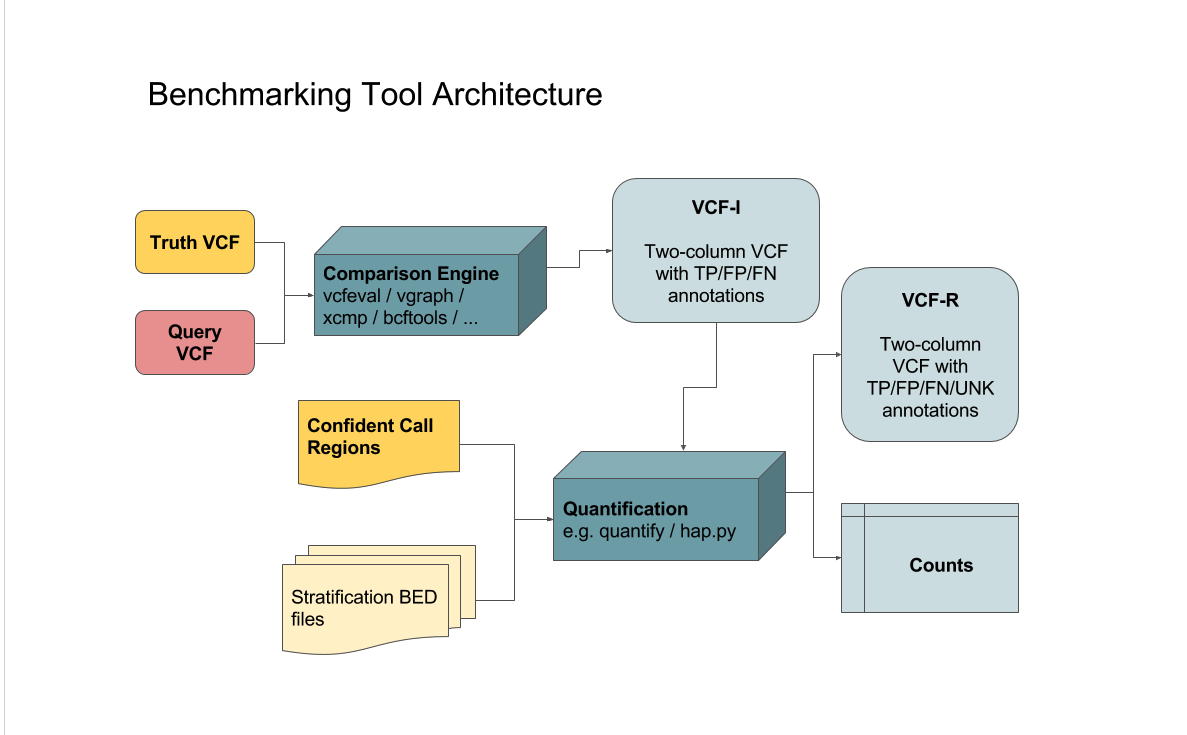 Benchmarking Tool Architecture
Truth VCF
Query
VCF
Comparison Engine
vcfeval / vgraph /
xcmp / bcftools / ...
VCF-I
Two-column VCF
with TP/FP/FN
annotations
VCF-R
Two-column
VCF with
TP/FP/FN/UNK
annotations
Confident Call
Regions
Stratification BED
files
Quantification
e.g. quantify / hap.py
Counts